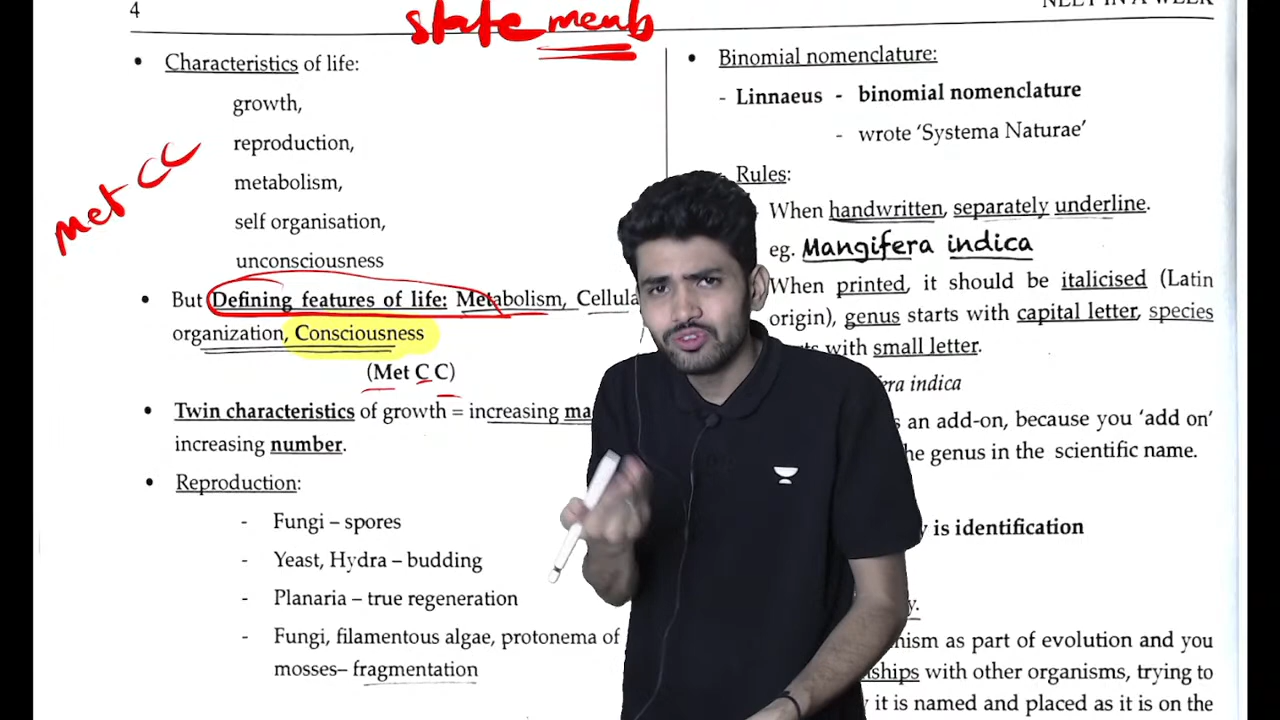 4
NEET IN A WEEK
statement
Characteristics of life:
growth,
reproduction,
metabolism,
self organisation,
unconsciousness
met CC
But Defining features of life: Metabolism, Cellula
organization, Consciousness
(Met C C)
Twin characteristics of growth = increasing ma
increasing number.
Reproduction:
- Fungi – spores
- Yeast, Hydra – budding
- Planaria – true regeneration
- Fungi, filamentous algae, protonema of
mosses– fragmentation
Binomial nomenclature:
- Linnaeus - binomial nomenclature
- wrote ‘Systema Naturae’
Rules:
When handwritten, separately underline.
eg. Mangifera indica
When printed, it should be italicised (Latin
origin), genus starts with capital letter, species
with small letter.
era indica
an add-on, because you ‘add on’
he genus in the scientific name.
y is identification
y.
nism as part of evolution and you
nships with other organisms, trying to
it is named and placed as it is on the